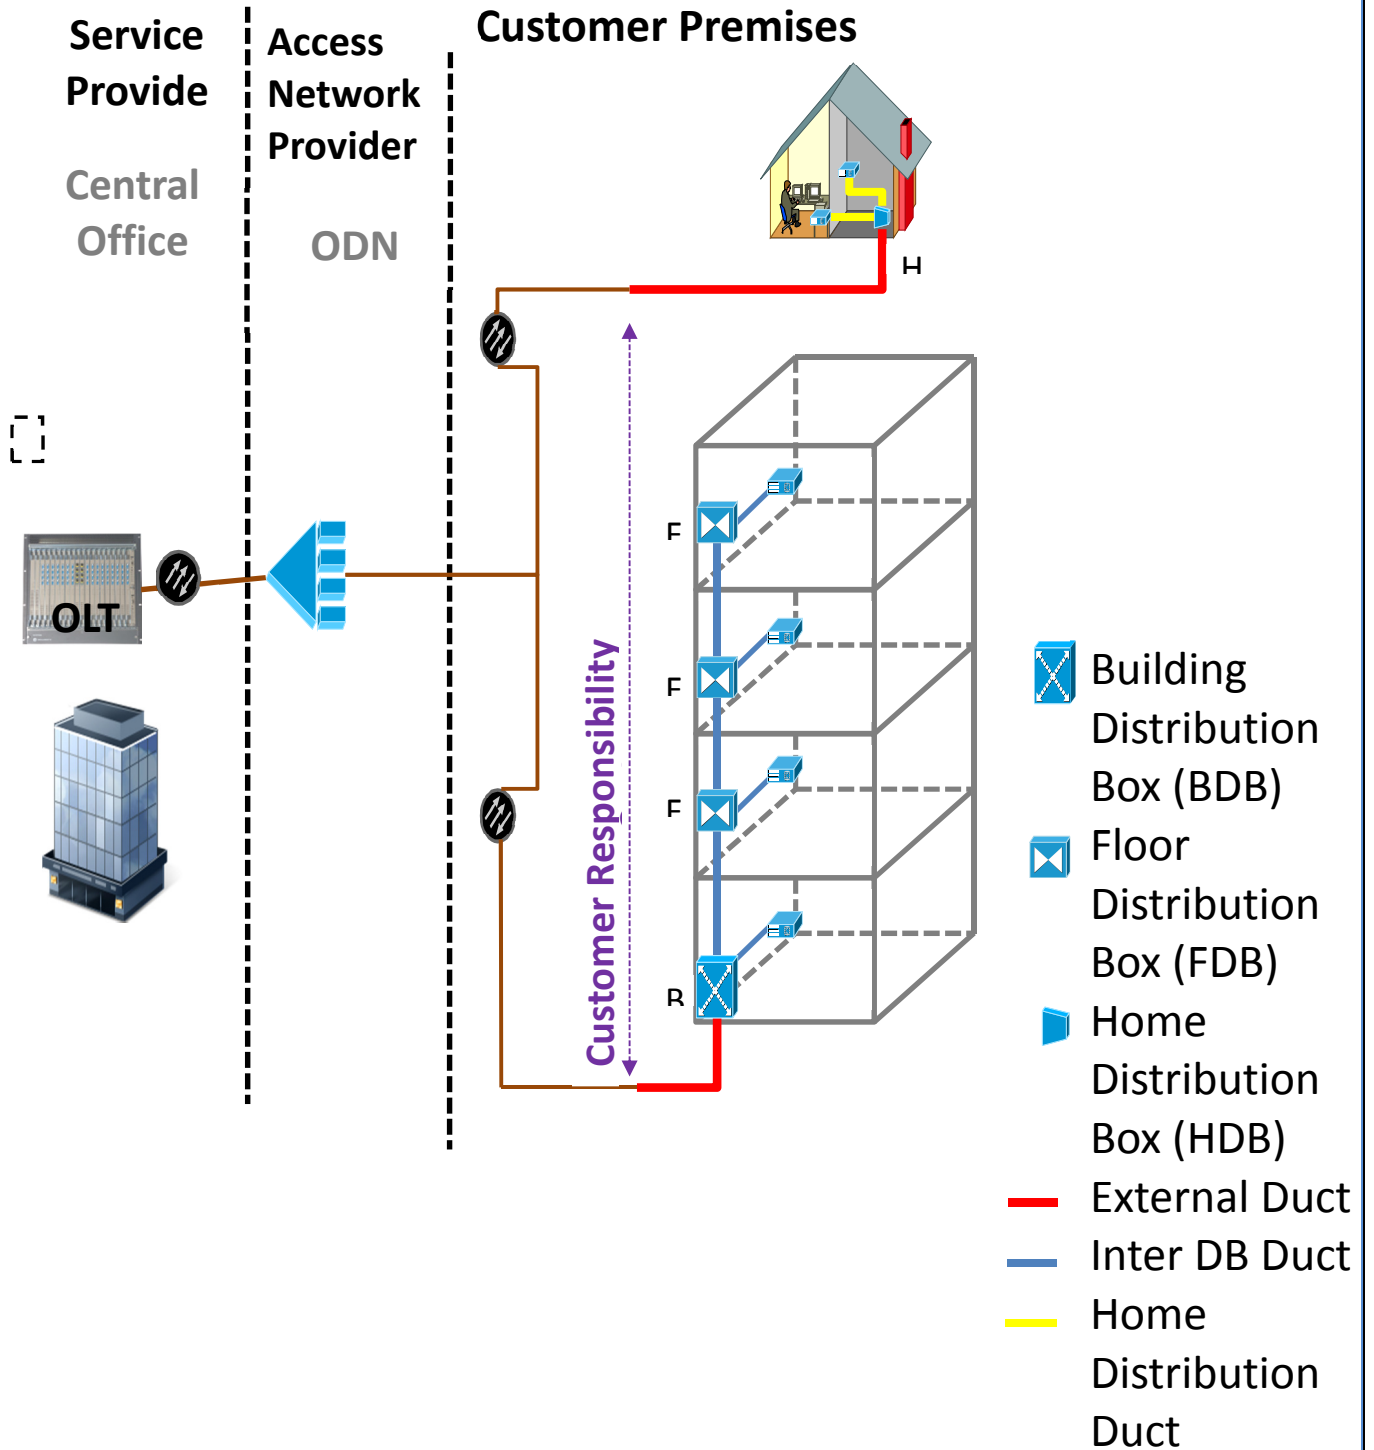 Service
Provide
Central
Office
Access
Network
Provider
ODN
Customer Premises
H
F
F
F
B
OLT
Customer Responsibility
Building
Distribution
Box (BDB)
Floor
Distribution
Box (FDB)
Home
Distribution
Box (HDB)
External Duct
Inter DB Duct
Home
Distribution
Duct